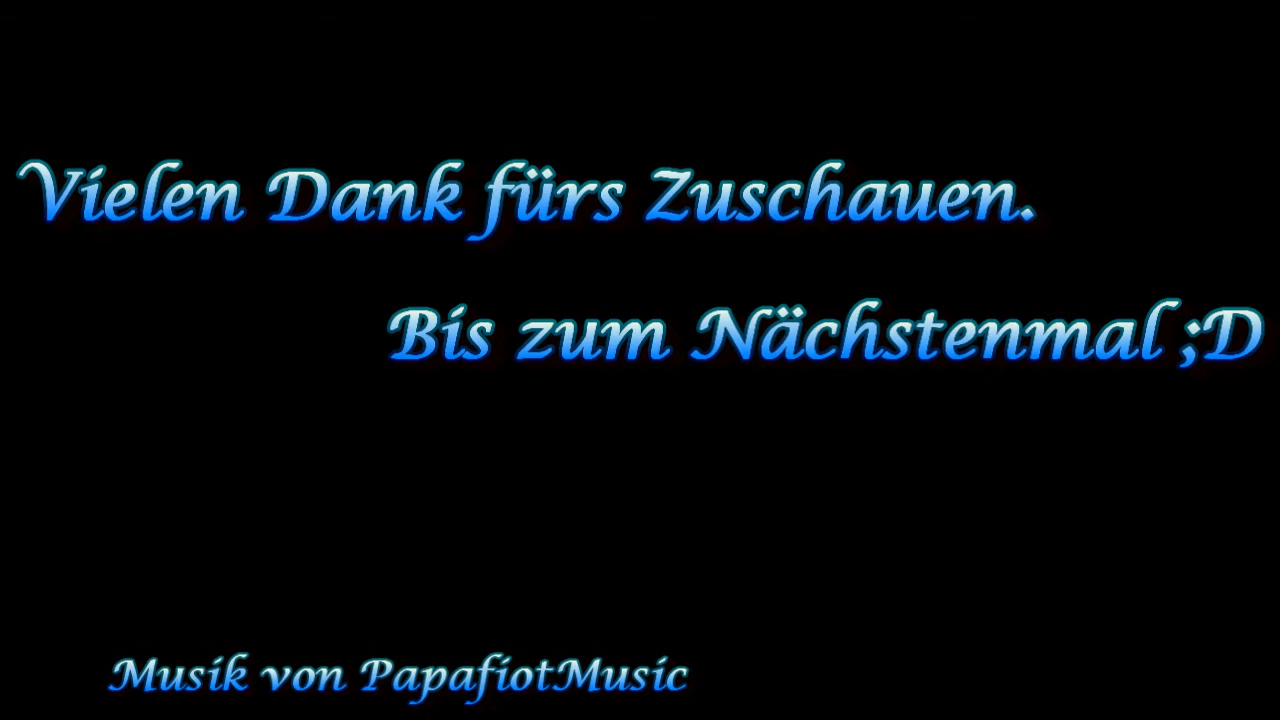 Vielen Dank fürs Zuschauen.
Bis zum Nächstenmal ;D
Musik von PapafiotMusic